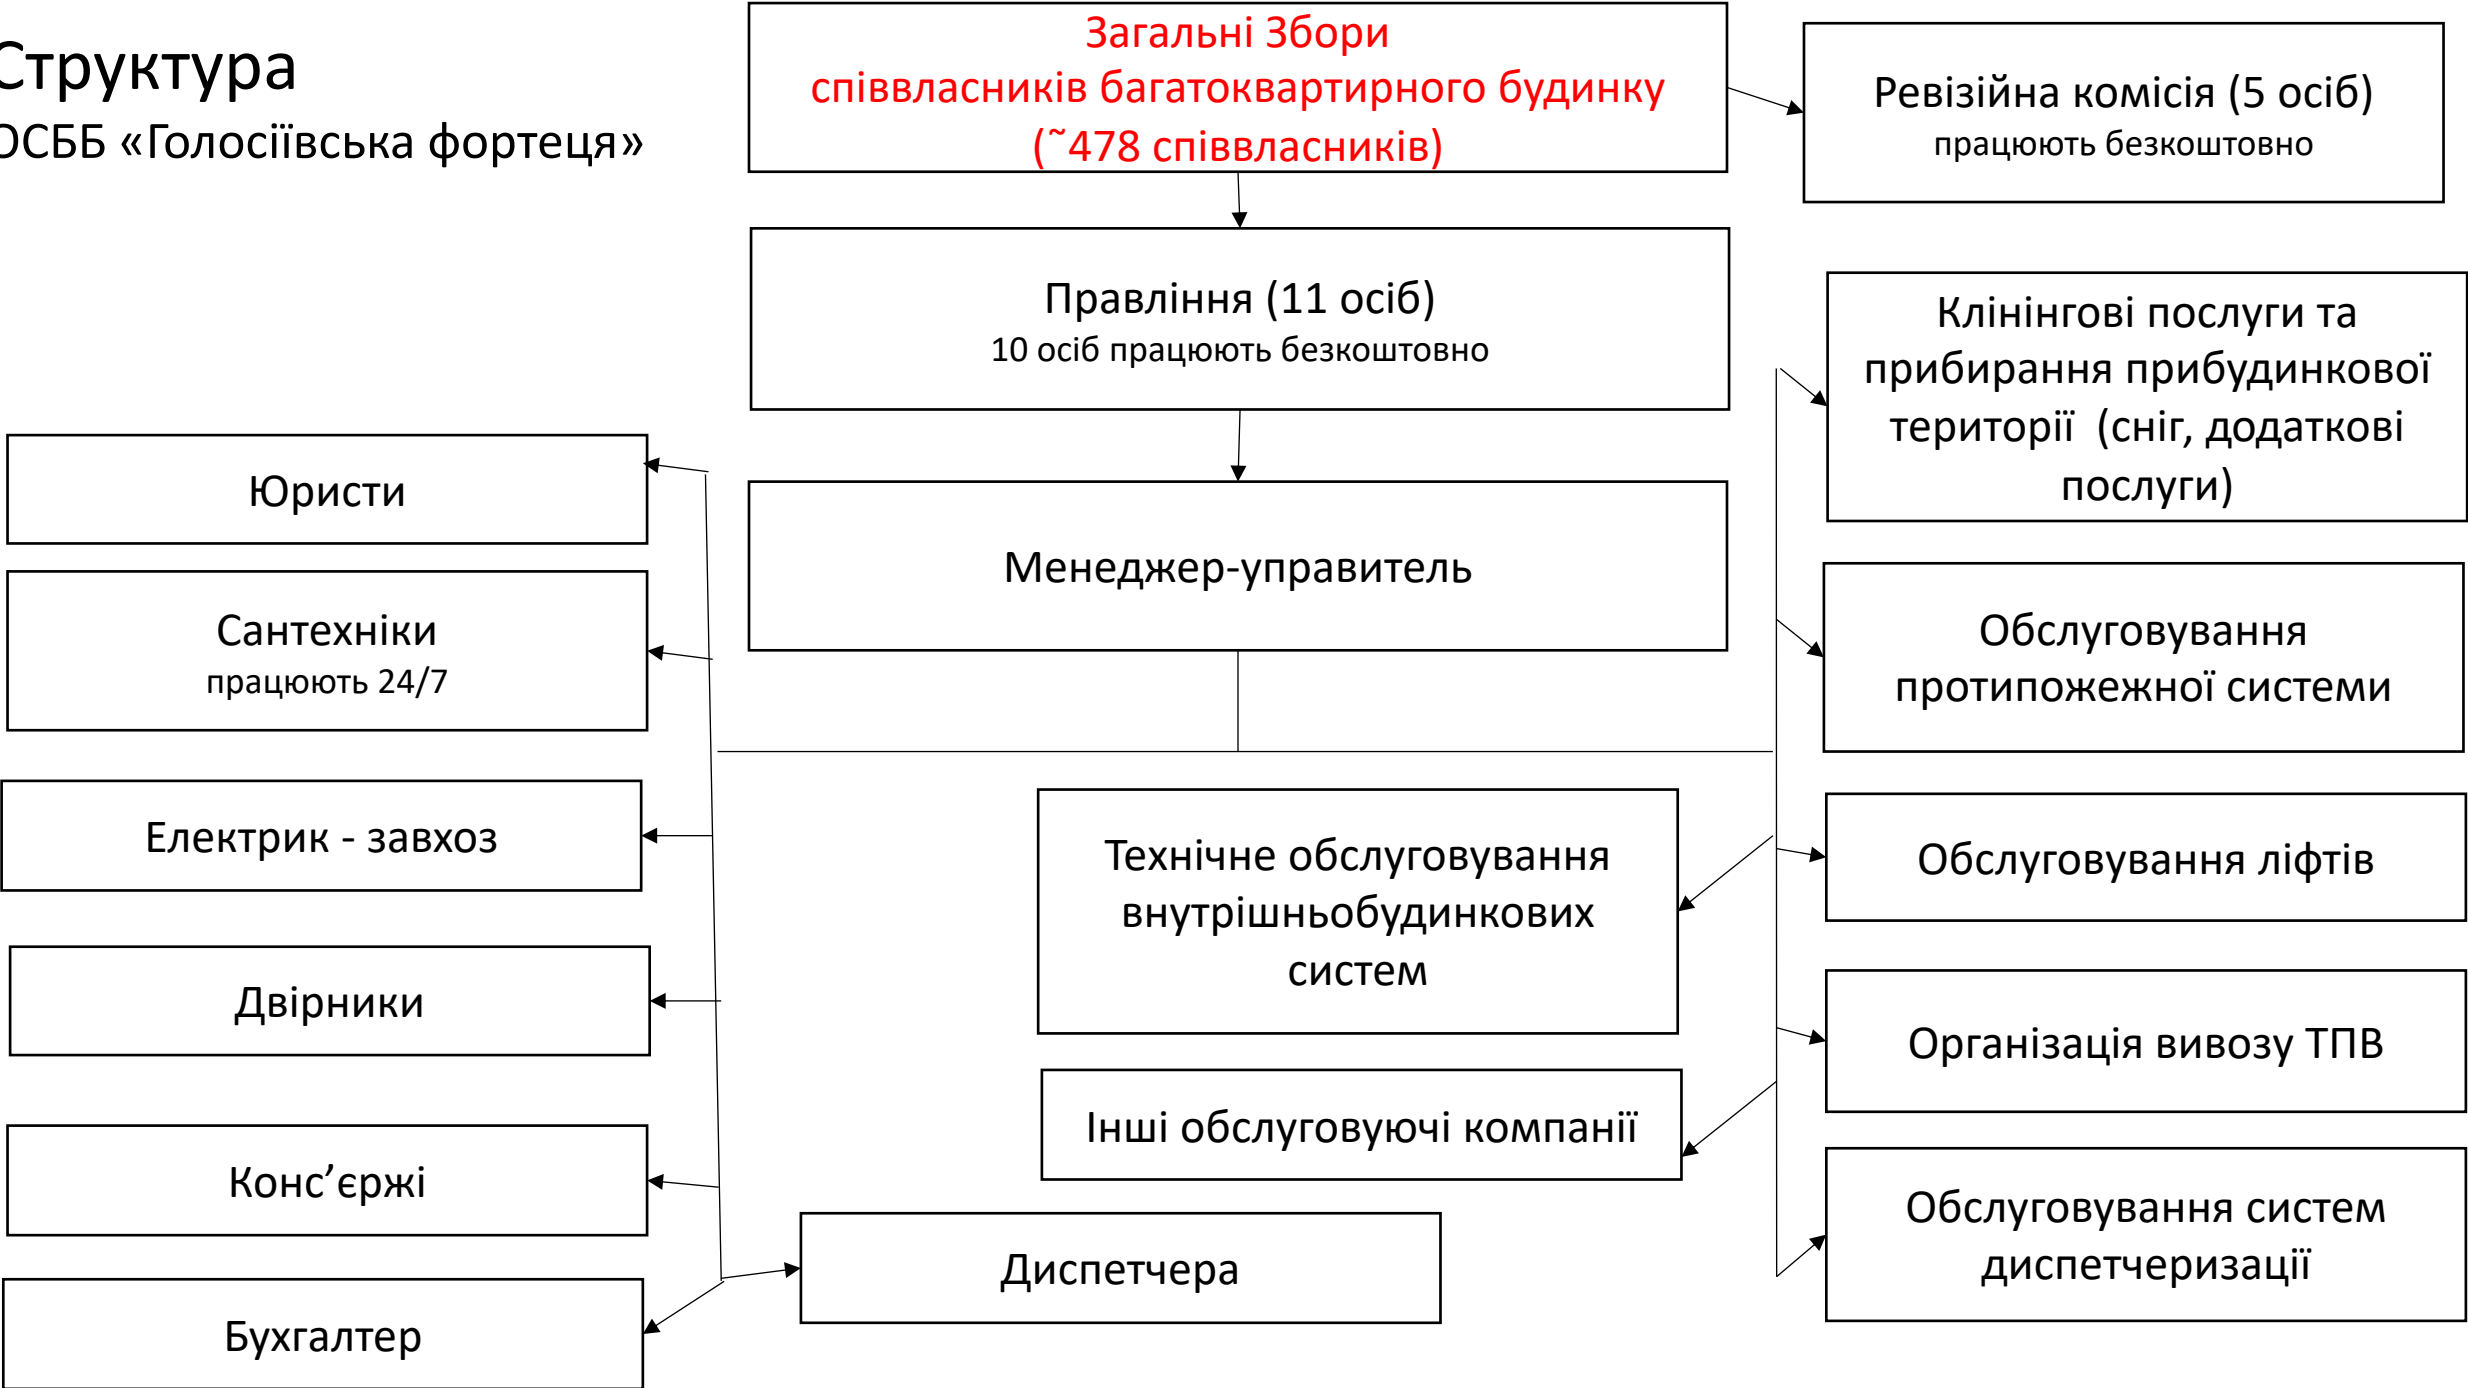 Структура
ОСББ «Голосіївська фортеця»
Загальні Збори
співвласників багатоквартирного будинку
(~478 співвласників)
Ревізійна комісія (5 осіб)
працюють безкоштовно
Правління (11 осіб)
10 осіб працюють безкоштовно
Клінінгові послуги та
прибирання прибудинкової
території (сніг, додаткові
послуги)
Юристи
Менеджер-управитель
Сантехніки
працюють 24/7
Обслуговування
протипожежної системи
Електрик - завхоз
Технічне обслуговування
внутрішньобудинкових
систем
Обслуговування ліфтів
Двірники
Організація вивозу ТПВ
Інші обслуговуючі компанії
Конс’єржі
Обслуговування систем
диспетчеризації
Диспетчера
Бухгалтер